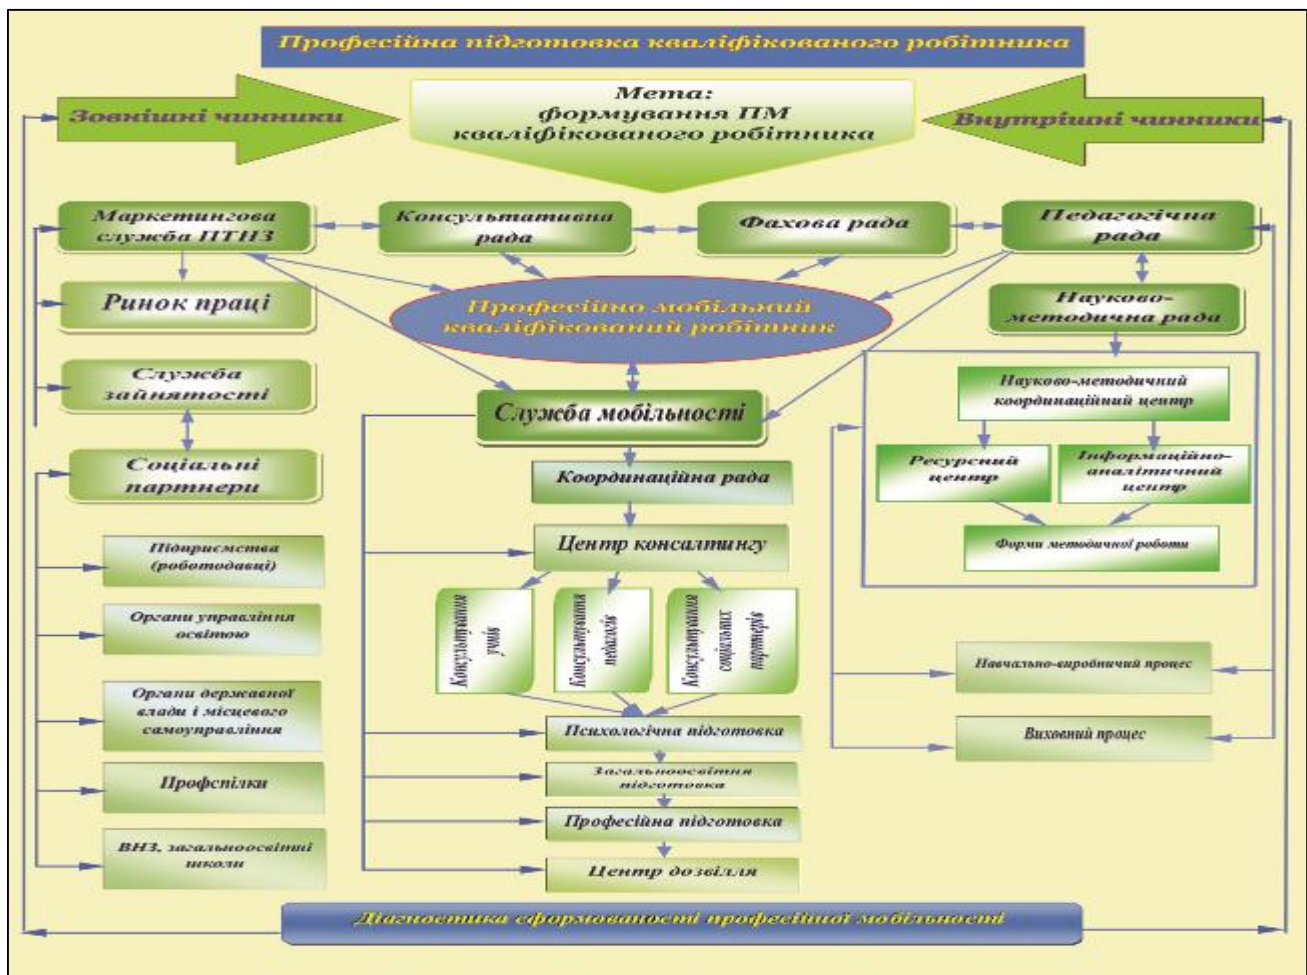 Професійна підготовка кваліфікованого робітника
Мета:
формування ПМ
кваліфікованого робітника
Зовнішні чинники
Внутрішні чинники
Маркетингова
служба ПТНЗ
Консультативна
рада
Фахова рада
Педагогічна
рада
Ринок праці
Професійно мобільний
кваліфікований робітник
Науково-
методична рада
Служба
зайнятості
Служба мобільності
Науково-методичний
координаційний центр
Соціальні
партнери
Координаційна рада
Ресурсний
центр
Інформаційно-
аналітичний
центр
Центр консалтингу
Форми методичної роботи
Підприємства
(роботодавці)
Органи управління
освітою
Консультування
учнів
Консультування
педагогів
Консультування
соціальних
партнерів
Навчально-виробничий процес
Органи державної
влади і місцевого
самоуправління
Психологічна підготовка
Виховний процес
Профспілки
Загальноосвітня
підготовка
Професійна підготовка
ВНЗ, загальноосвітні
школи
Центр дозвілля
Діагностика сформованості професійної мобільності